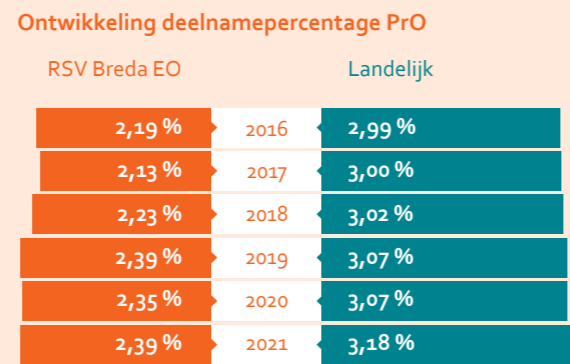 Ontwikkeling deelnamepercentage PrO
RSV Breda EO Landelijk
2,19 % 2016 2,99 %
2,13 % 2017 3,00 %
2,23 % 2018 3,02 %
2,39 % 2019 3,07 %
2,35 % 2020 3,07 %
2,39 % 2021 3,18 %